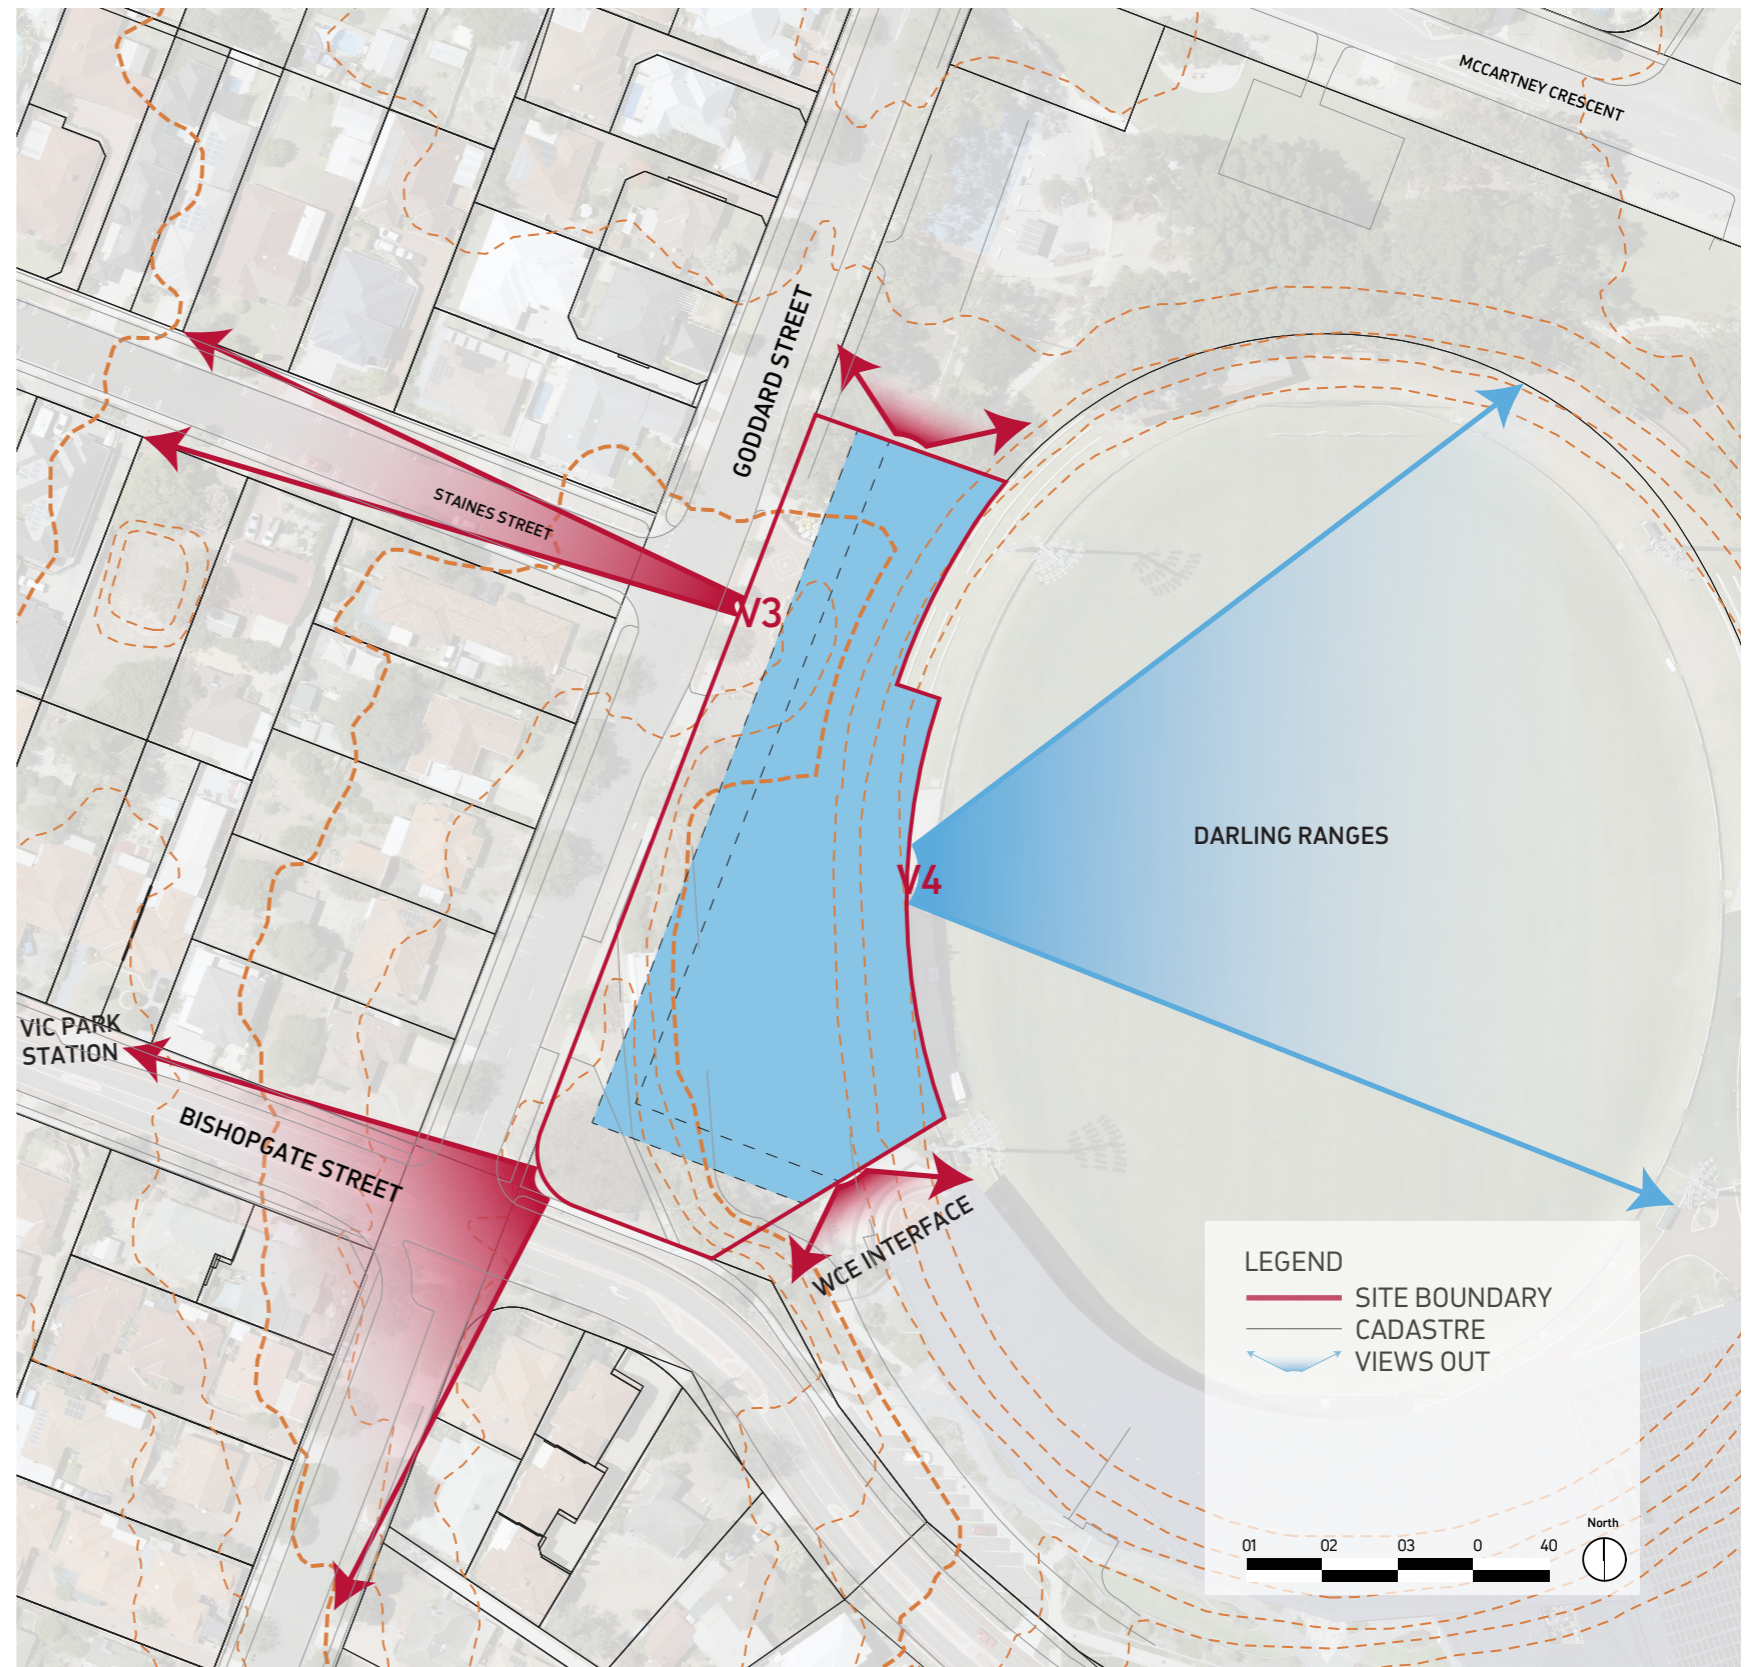 MCCARTNEY CRESCENT
GODDARD STREET
STAINES STREET
V3
DARLING RANGES
V4
VIC PARK
STATION
BISHOPGATE STREET
WCE INTERFACE
LEGEND
SITE BOUNDARY
CADASTRE
VIEWS OUT
North
01 02 03 0 40